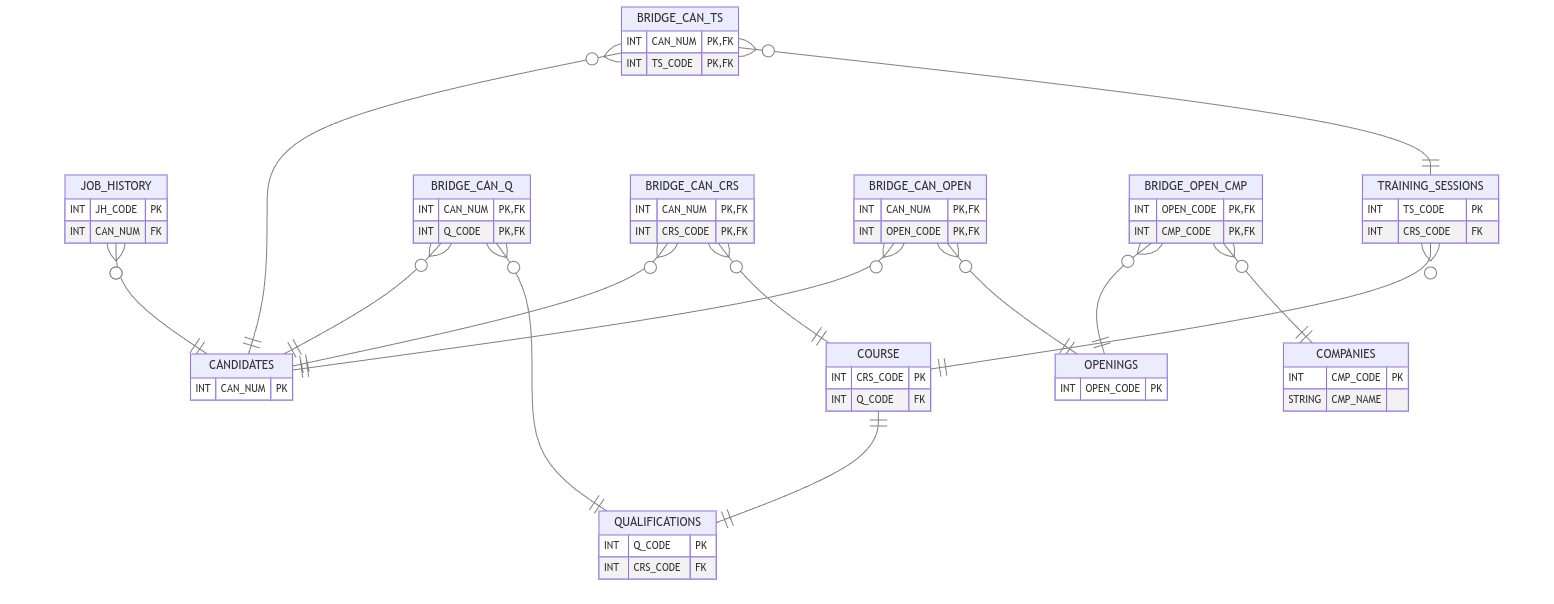 BRIDGE_CAN_TS
INT CAN_NUM PK,FK
INT TS_CODE PK,FK
JOB_HISTORY
INT JH_CODE PK
INT CAN_NUM FK
BRIDGE_CAN_Q
INT CAN_NUM PK,FK
INT Q_CODE PK,FK
BRIDGE_CAN_CRS
INT CAN_NUM PK,FK
INT CRS_CODE PK,FK
BRIDGE_CAN_OPEN
INT CAN_NUM PK,FK
INT OPEN_CODE PK,FK
BRIDGE_OPEN_CMP
INT OPEN_CODE PK,FK
INT CMP_CODE PK,FK
TRAINING_SESSIONS
INT TS_CODE PK
INT CRS_CODE FK
CANDIDATES
INT CAN_NUM PK
COURSE
INT CRS_CODE PK
INT Q_CODE FK
OPENINGS
INT OPEN_CODE PK
COMPANIES
INT CMP_CODE PK
STRING CMP_NAME
QUALIFICATIONS
INT Q_CODE PK
INT CRS_CODE FK